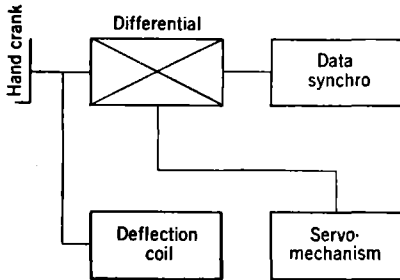 Hand crank
Differential
Data
synchro
Deflection
coil
Servo-
mechanism